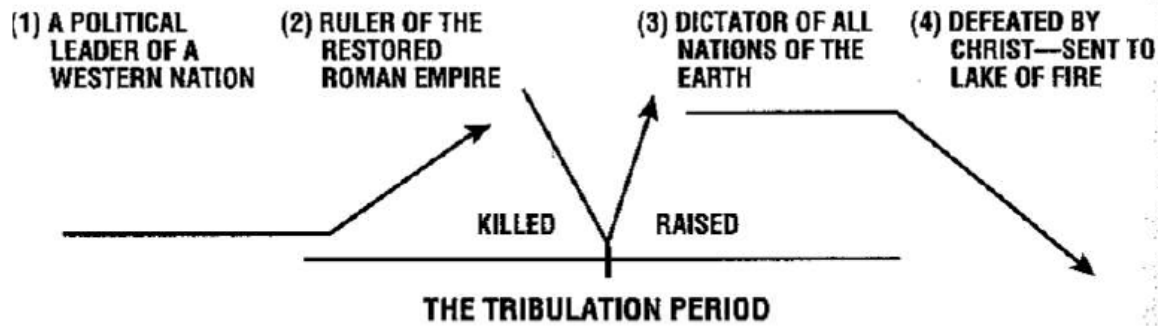 (1) A POLITICAL
LEADER OF A
WESTERN NATION
(2) RULER OF THE
RESTORED
ROMAN EMPIRE
(3) DICTATOR OF ALL
NATIONS OF THE
EARTH
(4) DEFEATED BY
CHRIST—SENT TO
LAKE OF FIRE
KILLED
RAISED
THE TRIBULATION PERIOD